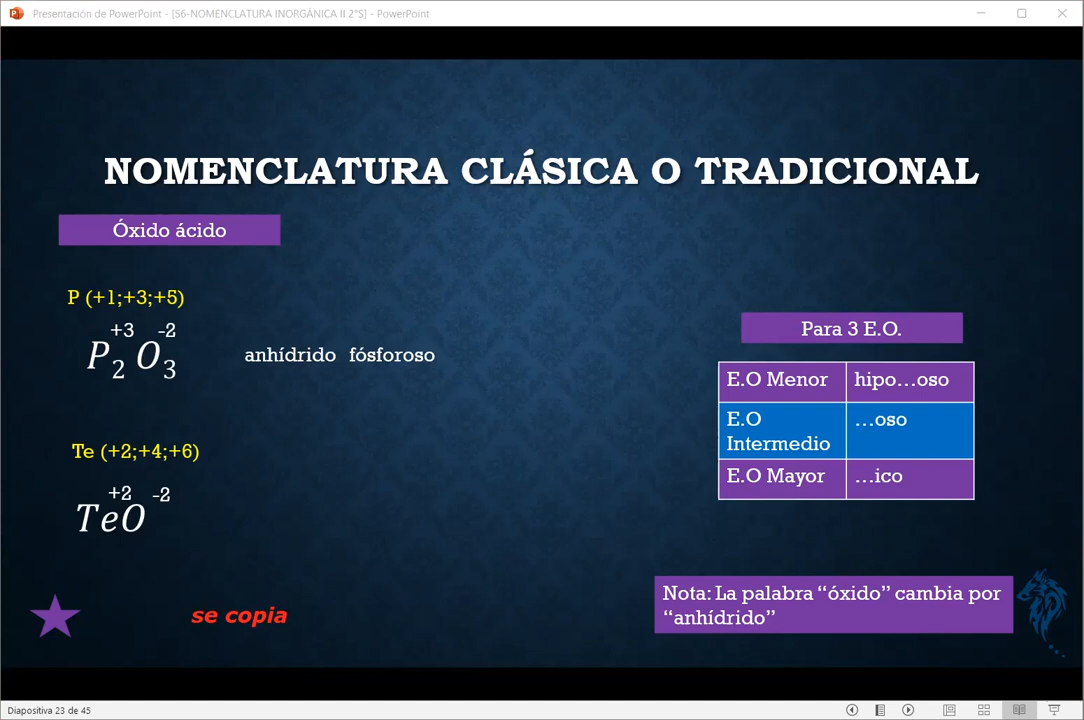 Presentación de PowerPoint - [S6-NOMENCLATURA INORGÁNICA II 2°S] - PowerPoint
NOMENCLATURA CLÁSICA O TRADICIONAL
Óxido ácido
P (+1;+3;+5)
+3 -2
P2O3
anhídrido fósforoso
Te (+2;+4;+6)
+2 -2
TeO
se copia
Para 3 E.O.
E.O Menor hipo...oso
E.O
Intermedio
...oso
E.O Mayor ...ico
Nota: La palabra “óxido” cambia por
“anhídrido”
Diapositiva 23 de 45